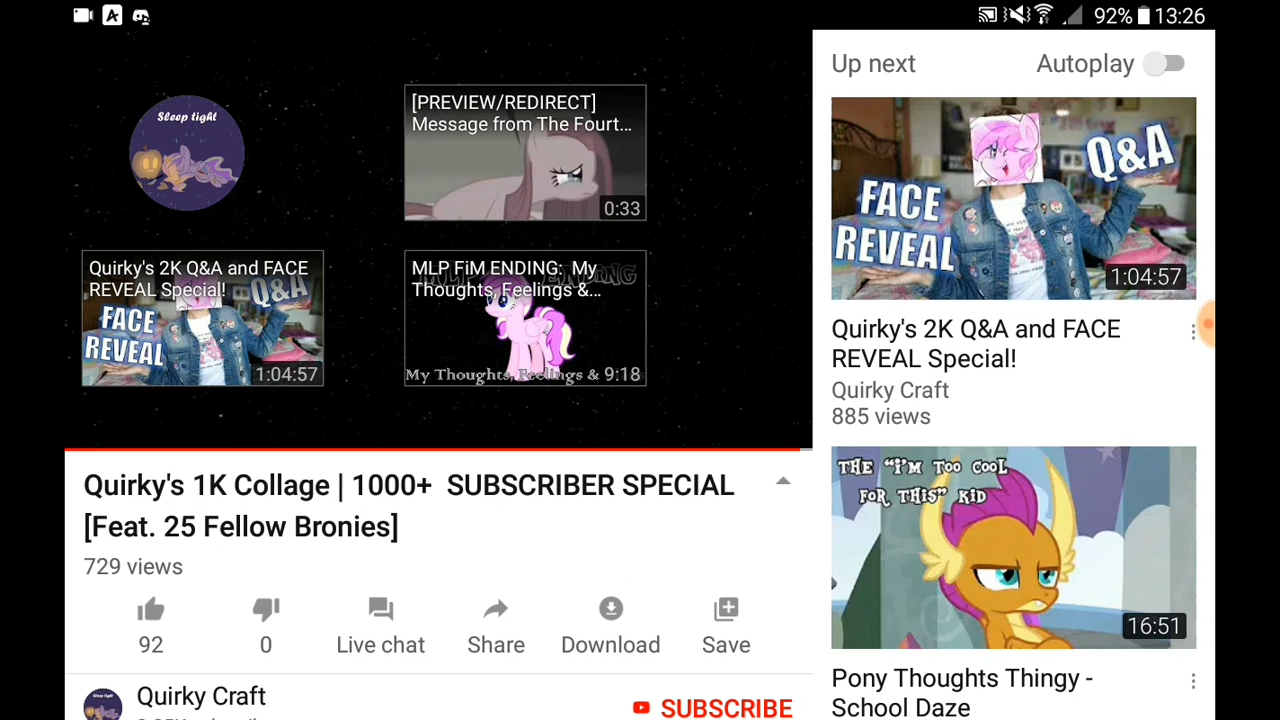 92% 13:26
Sleep tight
[PREVIEW/REDIRECT]
Message from The Fourt...
0:33
Quirky's 2K Q&A and FACE
REVEAL Special!
Q&A
FACE
REVEAL
1:04:57
MLP FiM ENDING: My
Thoughts, Feelings &...
My Thoughts, Feelings &
9:18
Quirky's 1K Collage | 1000+ SUBSCRIBER SPECIAL
[Feat. 25 Fellow Bronies]
729 views
92
0
Live chat
Share
Download
Save
Sleep tight
Quirky Craft
SUBSCRIBE
Up next
Autoplay
Q&A
FACE
REVEAL
1:04:57
Quirky's 2K Q&A and FACE
REVEAL Special!
Quirky Craft
885 views
THE "I'M TOO COOL
FOR THIS" KID
16:51
Pony Thoughts Thingy -
School Daze